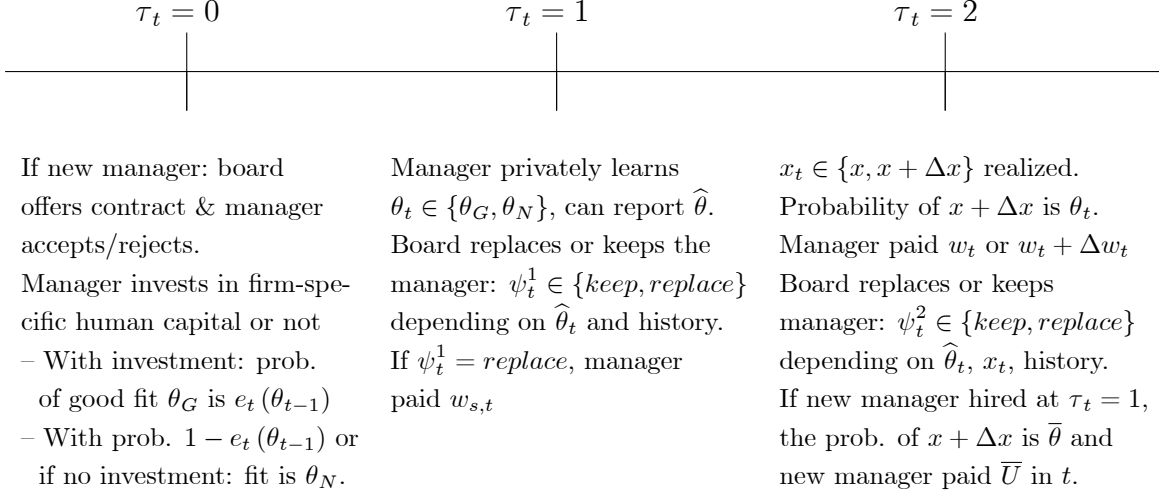 τ_t = 0
τ_t = 1
τ_t = 2
If new manager: board
offers contract & manager
accepts/rejects.
Manager invests in firm-spe-
cific human capital or not
– With investment: prob.
of good fit θ_G is e_t (θ_{t−1})
– With prob. 1 − e_t (θ_{t−1}) or
if no investment: fit is θ_N.
Manager privately learns
θ_t ∈ {θ_G, θ_N}, can report θ̂.
Board replaces or keeps the
manager: ψ_t^1 ∈ {keep, replace}
depending on θ̂_t and history.
If ψ_t^1 = replace, manager
paid w_{s,t}
x_t ∈ {x, x + Δx} realized.
Probability of x + Δx is θ_t.
Manager paid w_t or w_t + Δw_t
Board replaces or keeps
manager: ψ_t^2 ∈ {keep, replace}
depending on θ̂_t, x_t, history.
If new manager hired at τ_t = 1,
the prob. of x + Δx is θ̅ and
new manager paid U̅ in t.